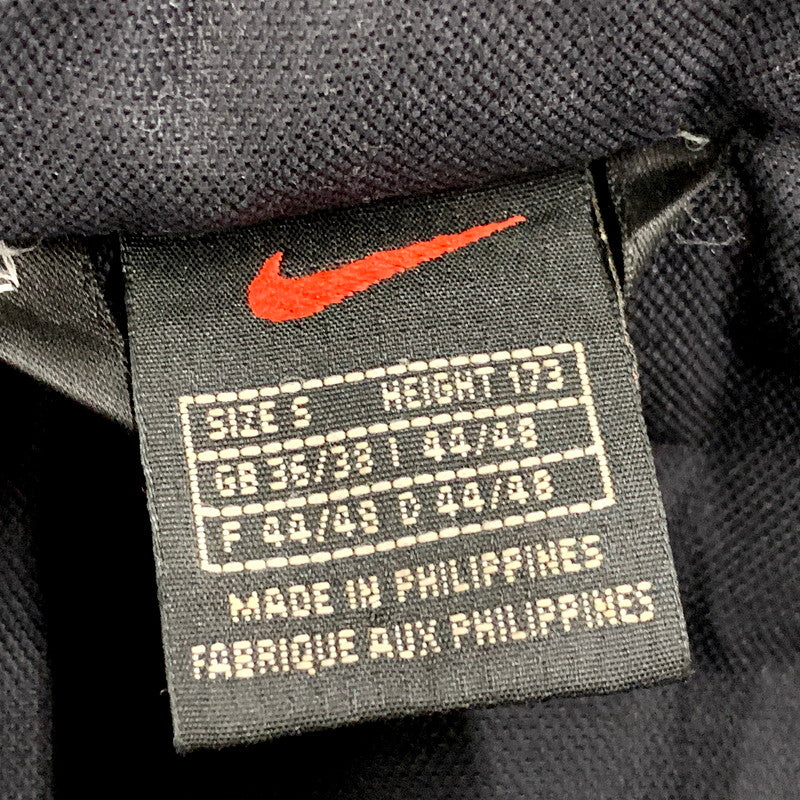 SIZE S HEIGHT 173
GB 36/38 I 44/48
F 44/48 D 44/48
MADE IN PHILIPPINES
FABRIQUE AUX PHILIPPINES